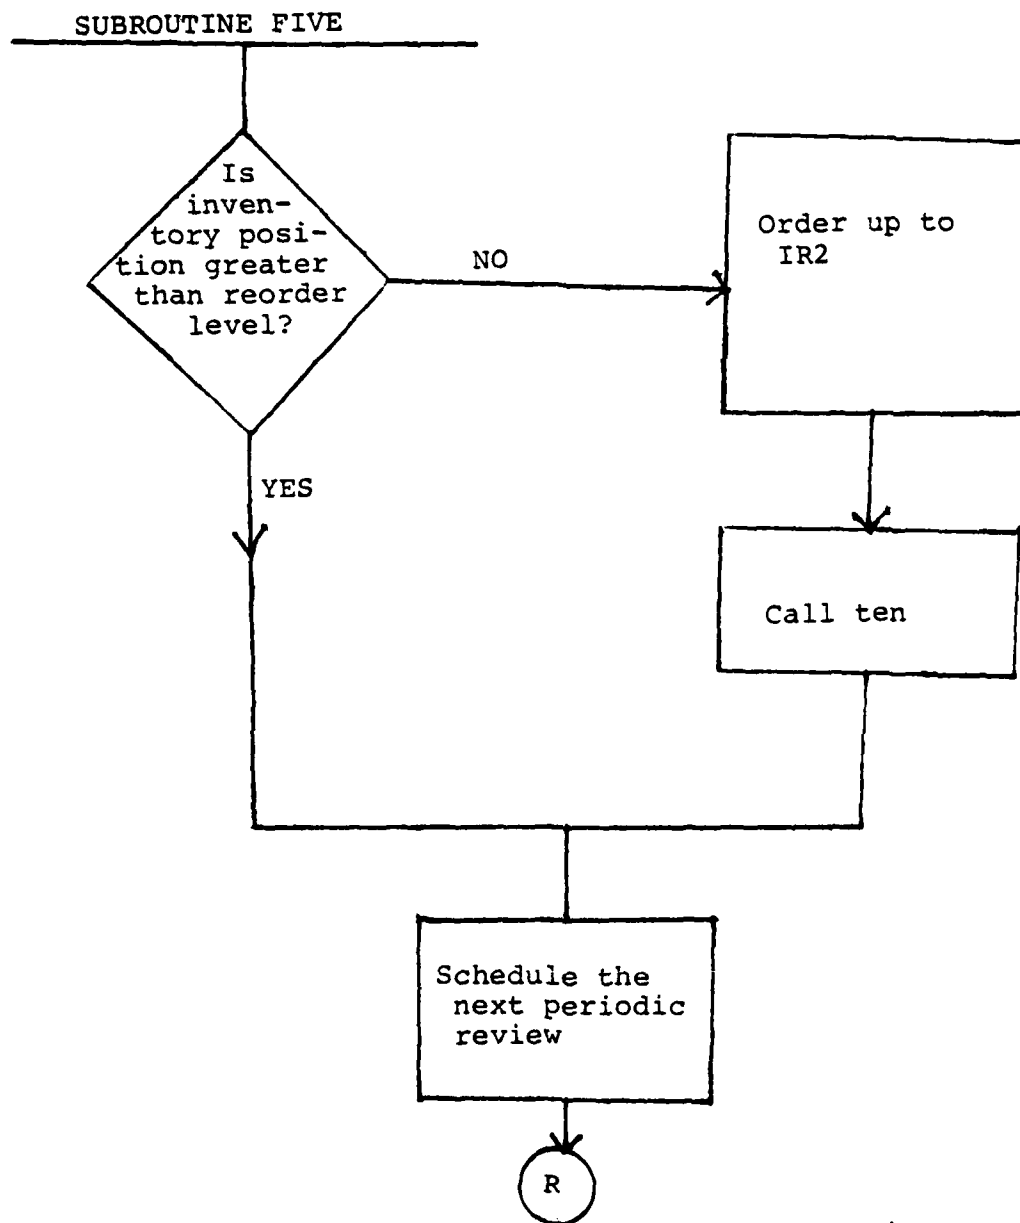 SUBROUTINE FIVE
Is
inven-
tory posi-
tion greater
than reorder
level?
NO
Order up to
IR2
YES
Call ten
Schedule the
next periodic
review
R